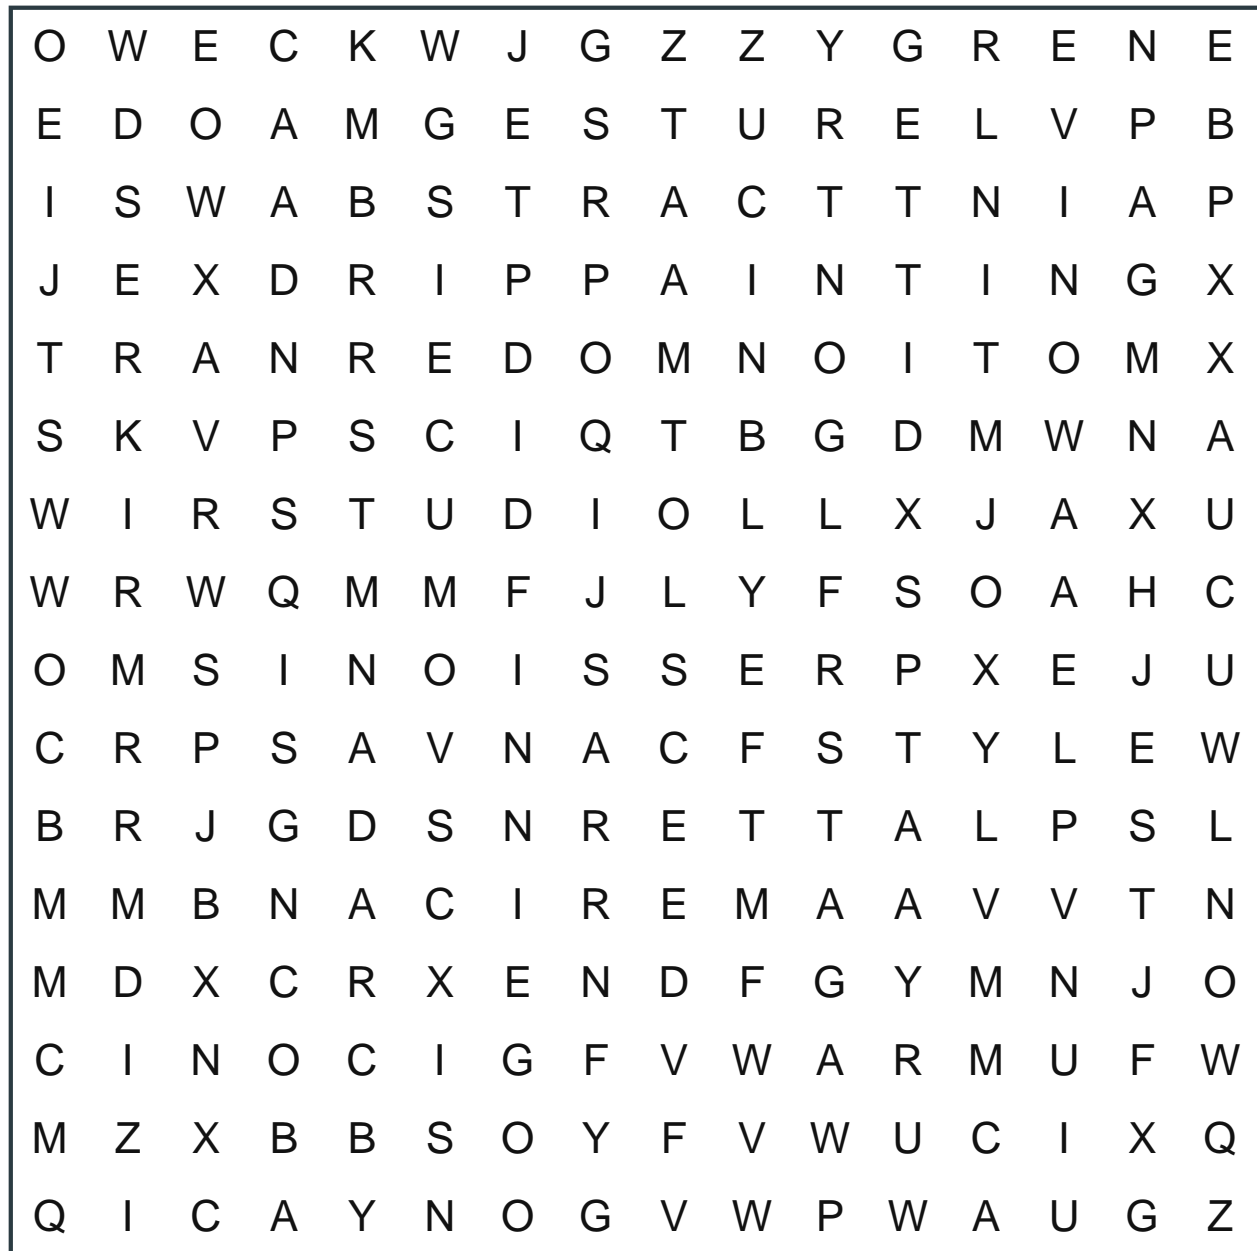 O W E C K W J G Z Z Y G R E N E
E D O A M G E S T U R E L V P B
I S W A B S T R A C T T N I A P
J E X D R I P P A I N T I N G X
T R A N R E D O M N O I T O M X
S K V P S C I Q T B G D M W N A
W I R S T U D I O L L X J A X U
W R W Q M M F J L Y F S O A H C
O M S I N O I S S E R P X E J U
C R P S A V N A C F S T Y L E W
B R J G D S N R E T T A L P S L
M M B N A C I R E M A A V V T N
M D X C R X E N D F G Y M N J O
C I N O C I G F V W A R M U F W
M Z X B B S O Y F V W U C I X Q
Q I C A Y N O G V W P W A U G Z